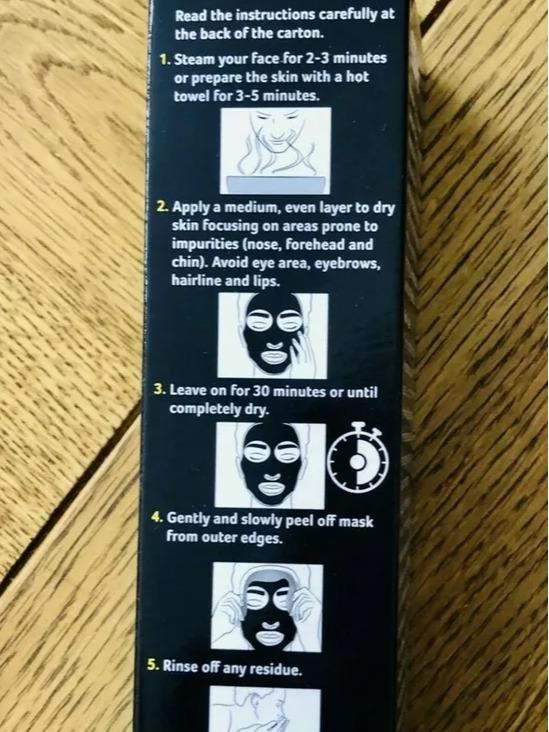 Read the instructions carefully at
the back of the carton.
1. Steam your face for 2-3 minutes
or prepare the skin with a hot
towel for 3-5 minutes.
2. Apply a medium, even layer to dry
skin focusing on areas prone to
impurities (nose, forehead and
chin). Avoid eye area, eyebrows,
hairline and lips.
3. Leave on for 30 minutes or until
completely dry.
4. Gently and slowly peel off mask
from outer edges.
5. Rinse off any residue.